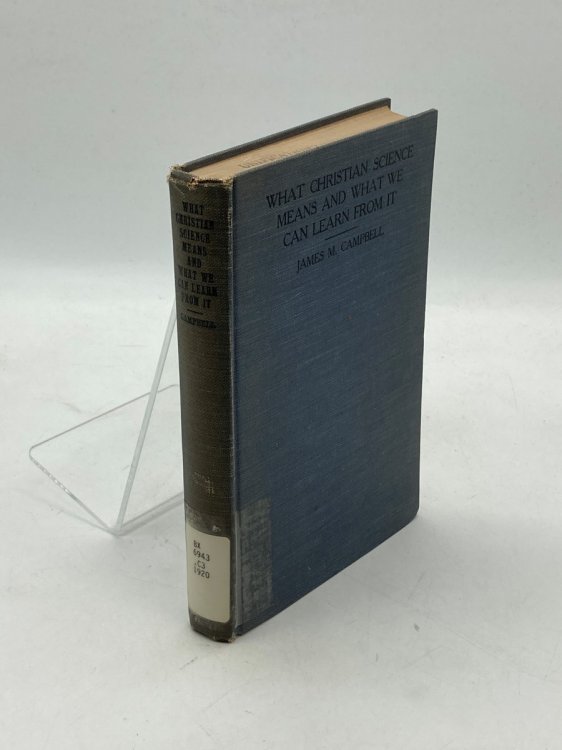 WHAT CHRISTIAN SCIENCE
MEANS AND WHAT WE
CAN LEARN FROM IT
JAMES M. CAMPBELL
WHAT
CHRISTIAN
SCIENCE
MEANS
AND
WHAT WE
CAN LEARN
FROM IT
CAMPBELL
BX
6943
.C3
1920